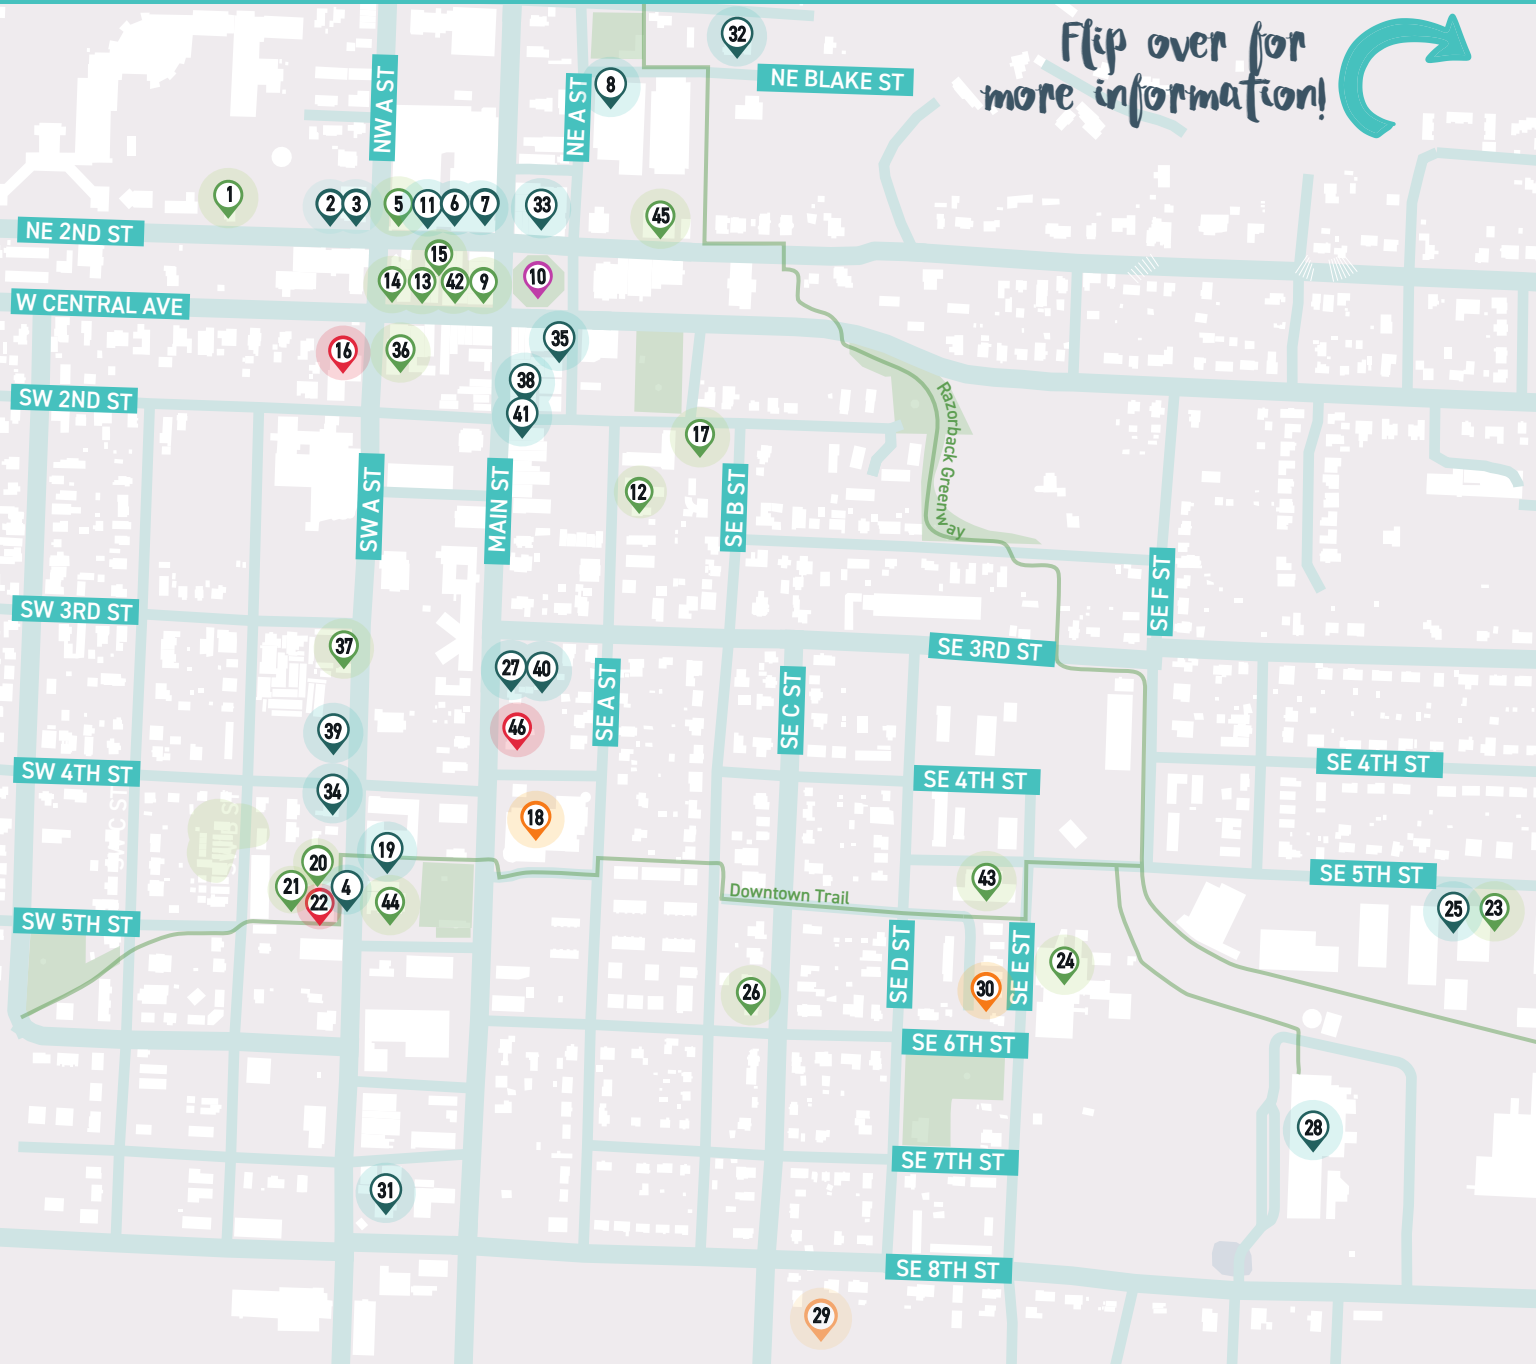 Flip over for
more information!
32
NE BLAKE ST
NW A ST
NE A ST
8
1
2
3
5
11
6
7
33
45
NE 2ND ST
15
14
13
42
9
10
W CENTRAL AVE
16
36
35
38
41
SW 2ND ST
17
12
Razorback Greenway
SW A ST
MAIN ST
SE B ST
SE F ST
SW 3RD ST
37
SE 3RD ST
27
40
46
SE A ST
SE C ST
39
SW 4TH ST
34
SE 4TH ST
SE 4TH ST
18
19
20
21
22
4
44
43
SE 5TH ST
25
23
Downtown Trail
SW 5TH ST
SE D ST
SE E ST
24
26
30
SE 6TH ST
28
SE 7TH ST
31
SE 8TH ST
29